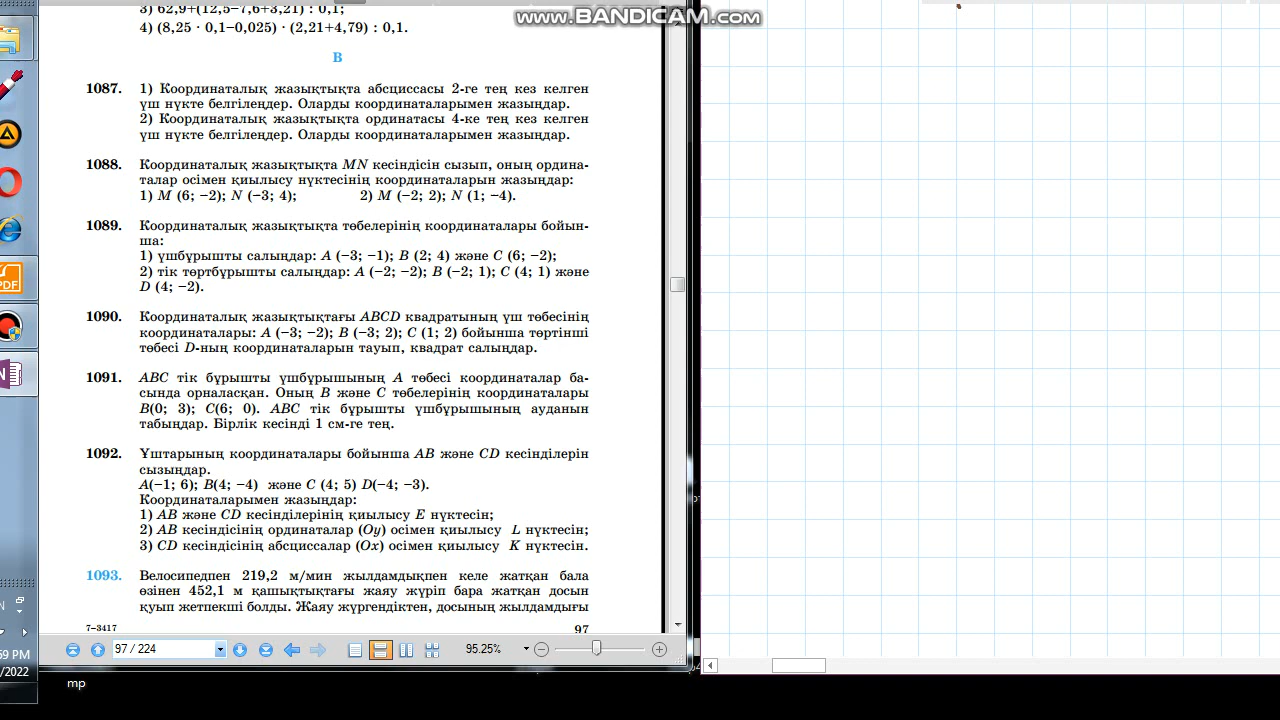 www.BANDICAM.com
3) 62,9+(12,5−7,6+3,21) : 0,1;
4) (8,25 · 0,1−0,025) · (2,21+4,79) : 0,1.
B
1087. 1) Координаталық жазықтықта абсциссасы 2-ге тең кез келген
үш нүкте белгілеңдер. Оларды координаталарымен жазыңдар.
2) Координаталық жазықтықта ординатасы 4-ке тең кез келген
үш нүкте белгілеңдер. Оларды координаталарымен жазыңдар.
1088. Координаталық жазықтықта MN кесіндісін сызып, оның ордина-
талар осімен қиылысу нүктесінің координаталарын жазыңдар:
1) M (6; −2); N (−3; 4); 2) M (−2; 2); N (1; −4).
1089. Координаталық жазықтықта төбелерінің координаталары бойын-
ша:
1) үшбұрышты салыңдар: A (−3; −1); B (2; 4) және C (6; −2);
2) тік төртбұрышты салыңдар: A (−2; −2); B (−2; 1); C (4; 1) және
D (4; −2).
1090. Координаталық жазықтықтағы ABCD квадратының үш төбесінің
координаталары: A (−3; −2); B (−3; 2); C (1; 2) бойынша төртінші
төбесі D-ның координаталарын тауып, квадрат салыңдар.
1091. ABC тік бұрышты үшбұрышының A төбесі координаталар ба-
сында орналасқан. Оның B және C төбелерінің координаталары
B(0; 3); C(6; 0). ABC тік бұрышты үшбұрышының ауданын
табыңдар. Бірлік кесінді 1 см-ге тең.
1092. Ұштарының координаталары бойынша AB және CD кесінділерін
сызыңдар.
A(−1; 6); B(4; −4) және C (4; 5) D(−4; −3).
Координаталарымен жазыңдар:
1) AB және CD кесінділерінің қиылысу E нүктесін;
2) AB кесіндісінің ординаталар (Oy) осімен қиылысу L нүктесін;
3) CD кесіндісінің абсциссалар (Ox) осімен қиылысу K нүктесін.
1093. Велосипедпен 219,2 м/мин жылдамдықпен келе жатқан бала
өзінен 452,1 м қашықтықтағы жаяу жүріп бара жатқан досын
қуып жетпекші болды. Жаяу жүргендіктен, досының жылдамдығы
7–3417 97
97 / 224 95.25%
PDF
N
59 PM
/2022
mp